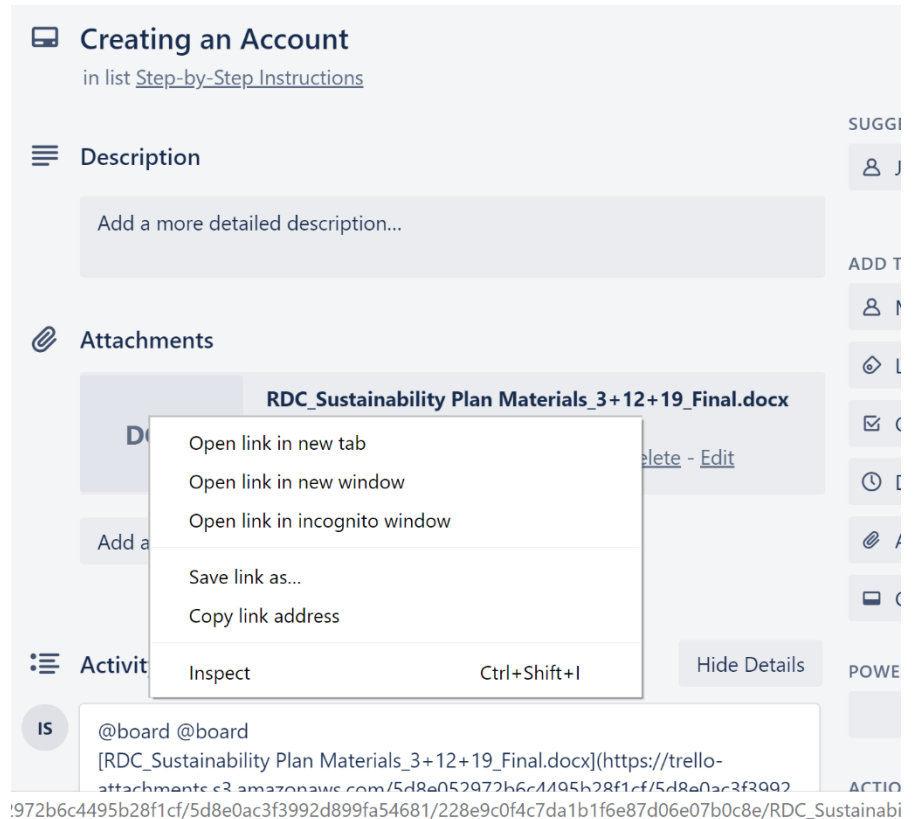 Creating an Account
in list Step-by-Step Instructions
SUGGE
Description
J
Add a more detailed description...
ADD T
Attachments
RDC_Sustainability Plan Materials_3+12+19_Final.docx
Open link in new tab
elete - Edit
Open link in new window
Open link in incognito window
Add a
Save link as...
Copy link address
Activit
Hide Details
Inspect Ctrl+Shift+I
POWE
IS
@board @board
[RDC_Sustainability Plan Materials_3+12+19_Final.docx](https://trello-
attachments.s3.amazonaws.com/5d8e052972b6c4495b28f1cf/5d8e0ac3f3992
ACTIO
2972b6c4495b28f1cf/5d8e0ac3f3992d899fa54681/228e9c0f4c7da1b1f6e87d06e07b0c8e/RDC_Sustainabi